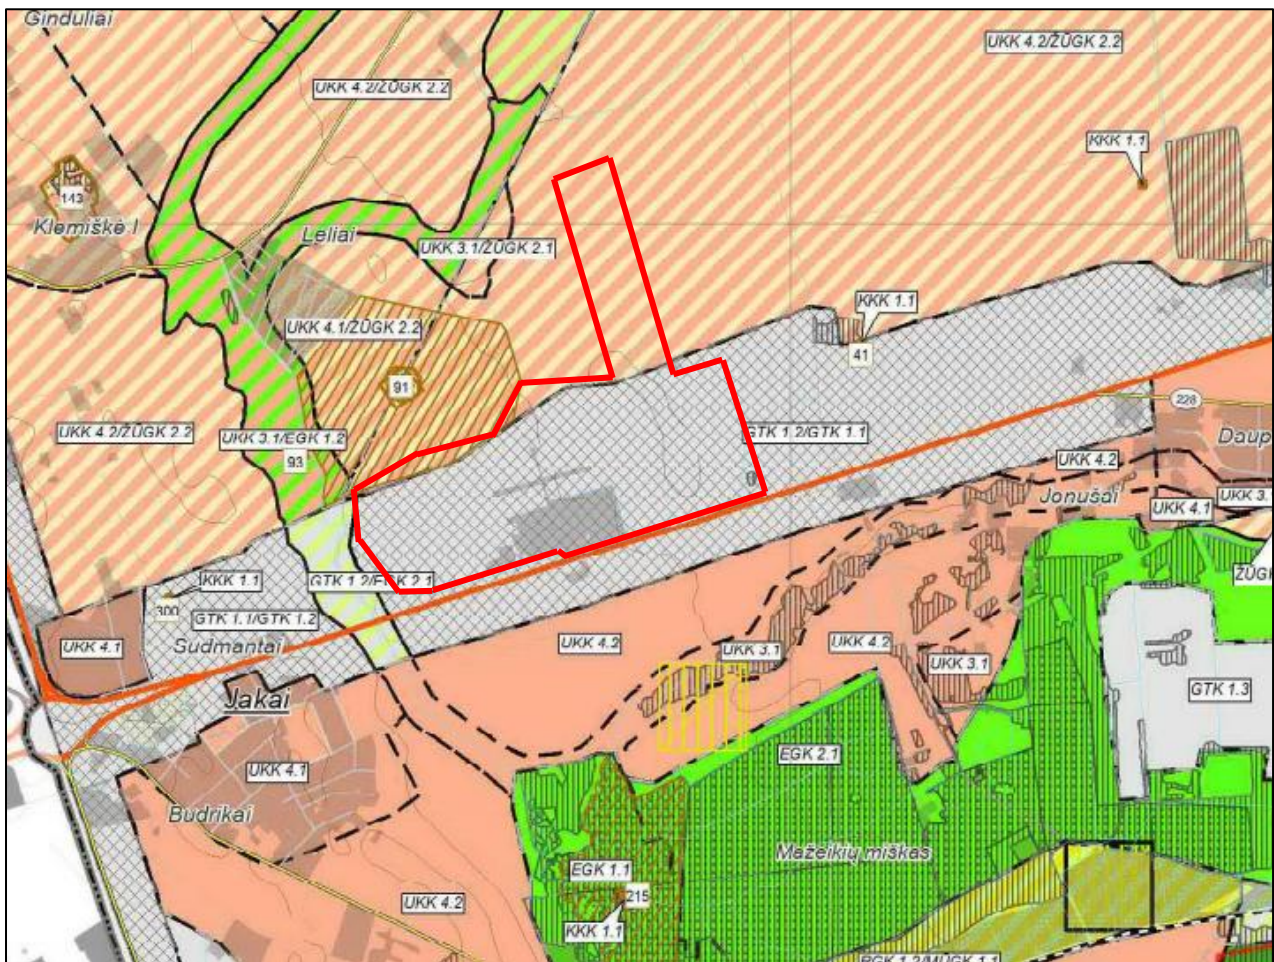 Ginduliai
UKK 4.2/ŽŪGK 2.2
UKK 4.2/ŽŪGK 2.2
KKK 1.1
143
Klemiškė I
Leliai
UKK 3.1/ŽŪGK 2.1
KKK 1.1
UKK 4.1/ŽŪGK 2.2
41
91
228
UKK 4.2/ŽŪGK 2.2
UKK 3.1/EGK 1.2
GTK 1.2/GTK 1.1
Daup
93
UKK 4.2
Jonušai
UKK 3.
UKK 4.1
KKK 1.1
GTK 1.2/EGK 2.1
ŽŪGK
300
GTK 1.1/GTK 1.2
UKK 4.1
Sudmantai
UKK 4.2
UKK 3.1
UKK 4.2
UKK 3.1
GTK 1.3
Jakai
EGK 2.1
UKK 4.1
Budrikai
Mažeikių miškas
EGK 1.1
215
UKK 4.2
KKK 1.1